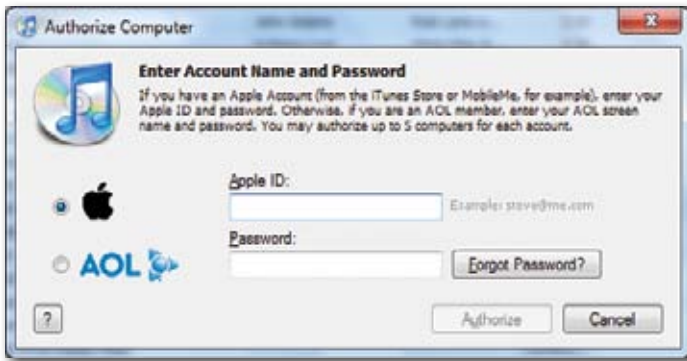 Authorize Computer
Enter Account Name and Password
If you have an Apple Account (from the iTunes Store or MobileMe, for example), enter your
Apple ID and password. Otherwise, if you are an AOL member, enter your AOL screen
name and password. You may authorize up to 5 computers for each account.
Apple ID:
Example: steve@me.com
AOL
Password:
Forgot Password?
?
Authorize
Cancel